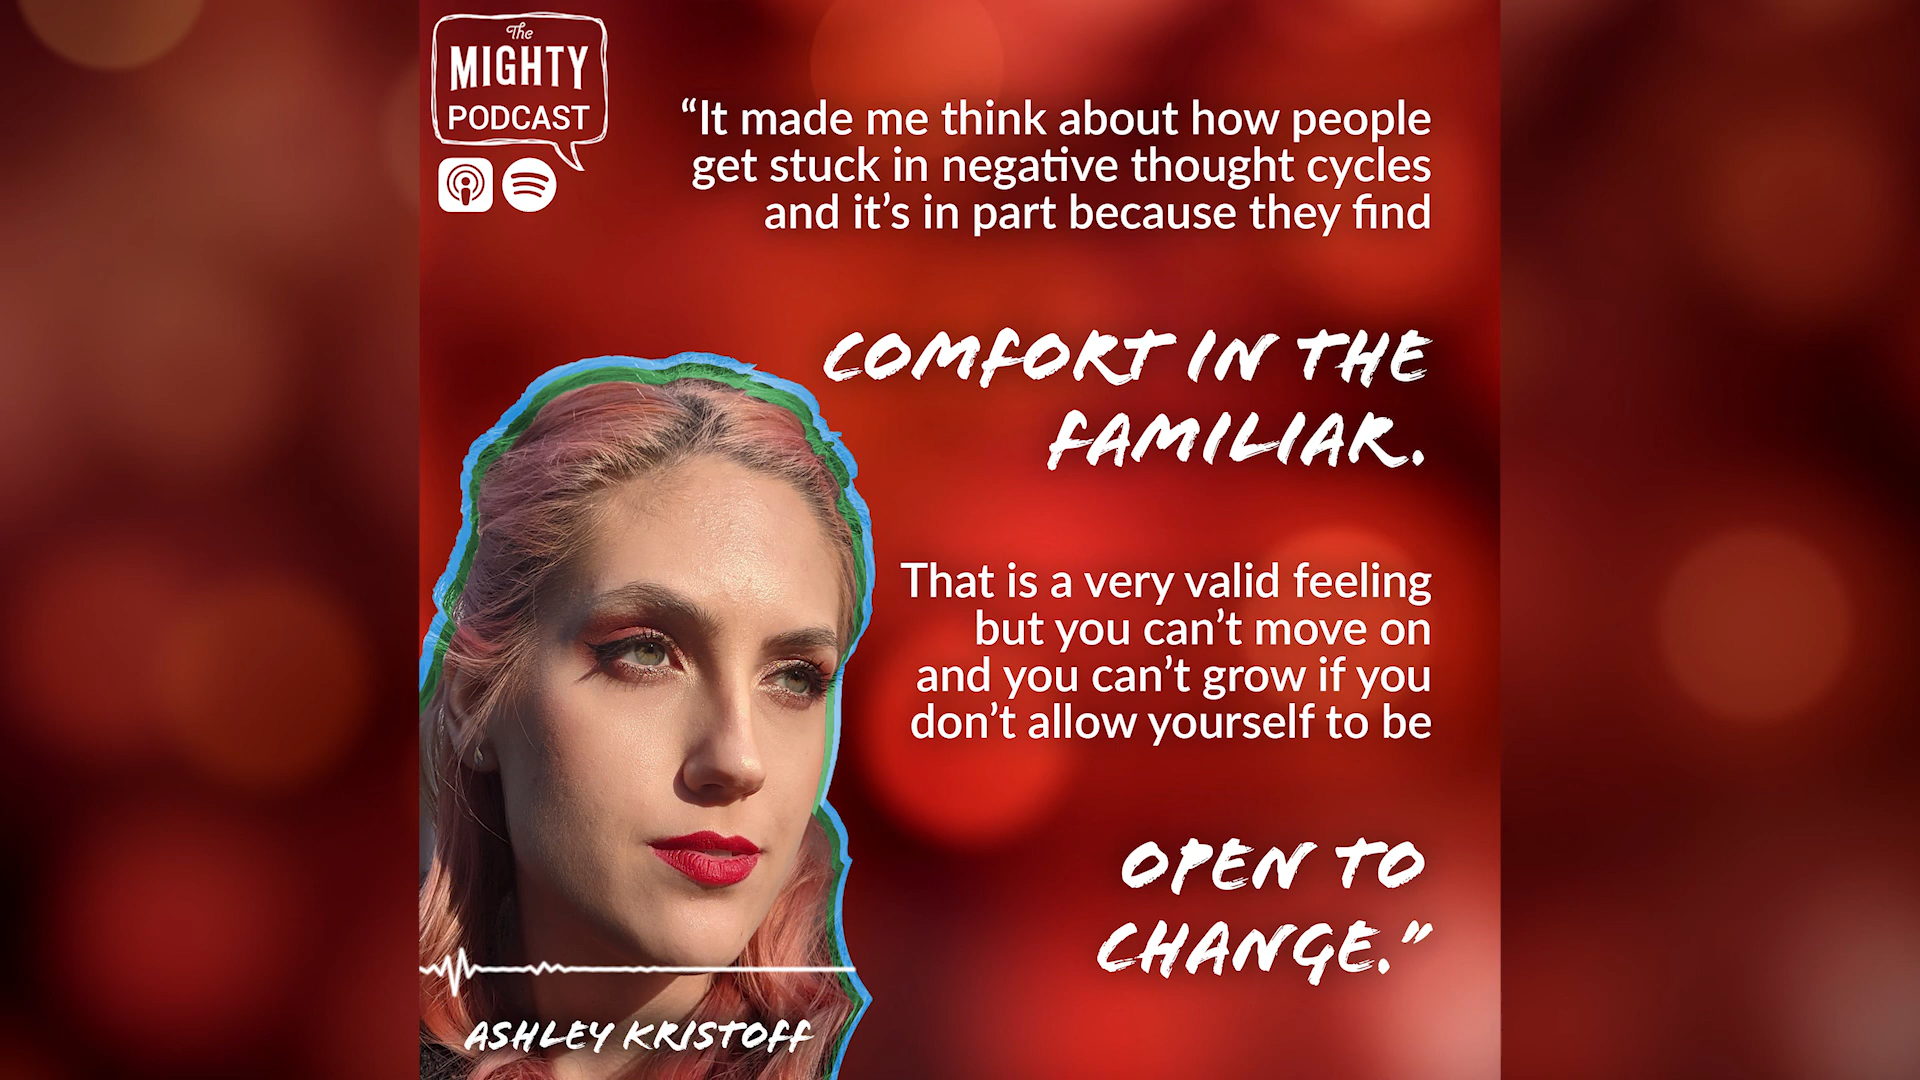 The
MIGHTY
PODCAST
“It made me think about how people
get stuck in negative thought cycles
and it’s in part because they find
COMFORT IN THE
FAMILIAR.
That is a very valid feeling
but you can’t move on
and you can’t grow if you
don’t allow yourself to be
OPEN TO
CHANGE.”
ASHLEY KRISTOFF